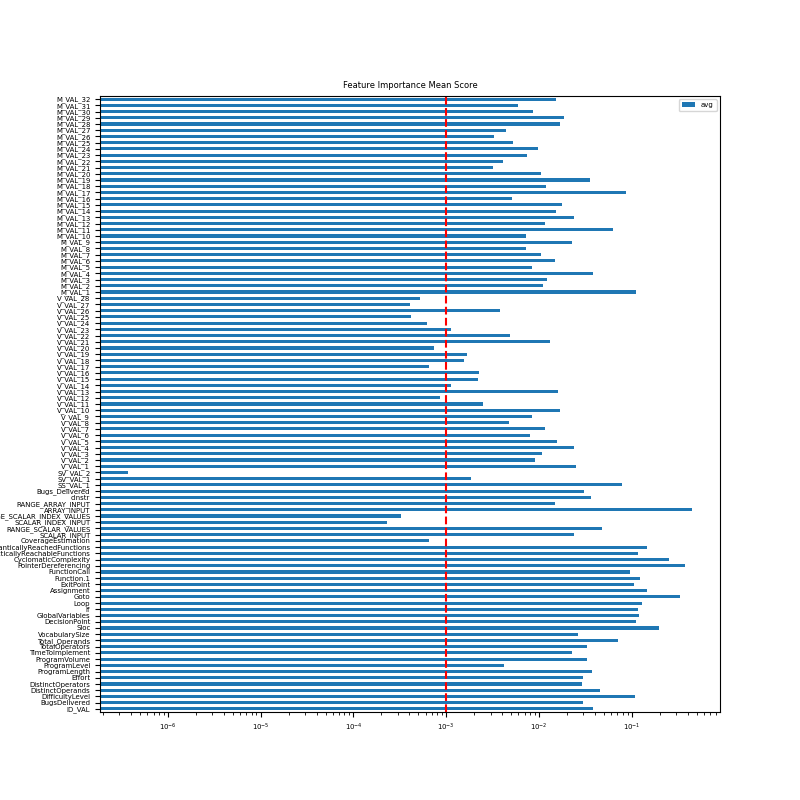 Feature Importance Mean Score
avg
M_VAL_32
M_VAL_31
M_VAL_30
M_VAL_29
M_VAL_28
M_VAL_27
M_VAL_26
M_VAL_25
M_VAL_24
M_VAL_23
M_VAL_22
M_VAL_21
M_VAL_20
M_VAL_19
M_VAL_18
M_VAL_17
M_VAL_16
M_VAL_15
M_VAL_14
M_VAL_13
M_VAL_12
M_VAL_11
M_VAL_10
M_VAL_9
M_VAL_8
M_VAL_7
M_VAL_6
M_VAL_5
M_VAL_4
M_VAL_3
M_VAL_2
M_VAL_1
V_VAL_28
V_VAL_27
V_VAL_26
V_VAL_25
V_VAL_24
V_VAL_23
V_VAL_22
V_VAL_21
V_VAL_20
V_VAL_19
V_VAL_18
V_VAL_17
V_VAL_16
V_VAL_15
V_VAL_14
V_VAL_13
V_VAL_12
V_VAL_11
V_VAL_10
V_VAL_9
V_VAL_8
V_VAL_7
V_VAL_6
V_VAL_5
V_VAL_4
V_VAL_3
V_VAL_2
V_VAL_1
SV_VAL_2
SV_VAL_1
SS_VAL_1
Bugs_Delivered
cInstr
RANGE_ARRAY_INPUT
ARRAY_INPUT
E_SCALAR_INDEX_VALUES
SCALAR_INDEX_INPUT
RANGE_SCALAR_VALUES
SCALAR_INPUT
CoverageEstimation
anticallyReachedFunctions
ticallyReachableFunctions
CyclomaticComplexity
PointerDereferencing
FunctionCall
Function.1
ExitPoint
Assignment
Goto
Loop
If
GlobalVariables
DecisionPoint
Sloc
VocabularySize
Total_Operands
TotalOperators
TimeToImplement
ProgramVolume
ProgramLevel
ProgramLength
Effort
DistinctOperators
DistinctOperands
DifficultyLevel
BugsDelivered
ID_VAL
10⁻⁶ 10⁻⁵ 10⁻⁴ 10⁻³ 10⁻² 10⁻¹